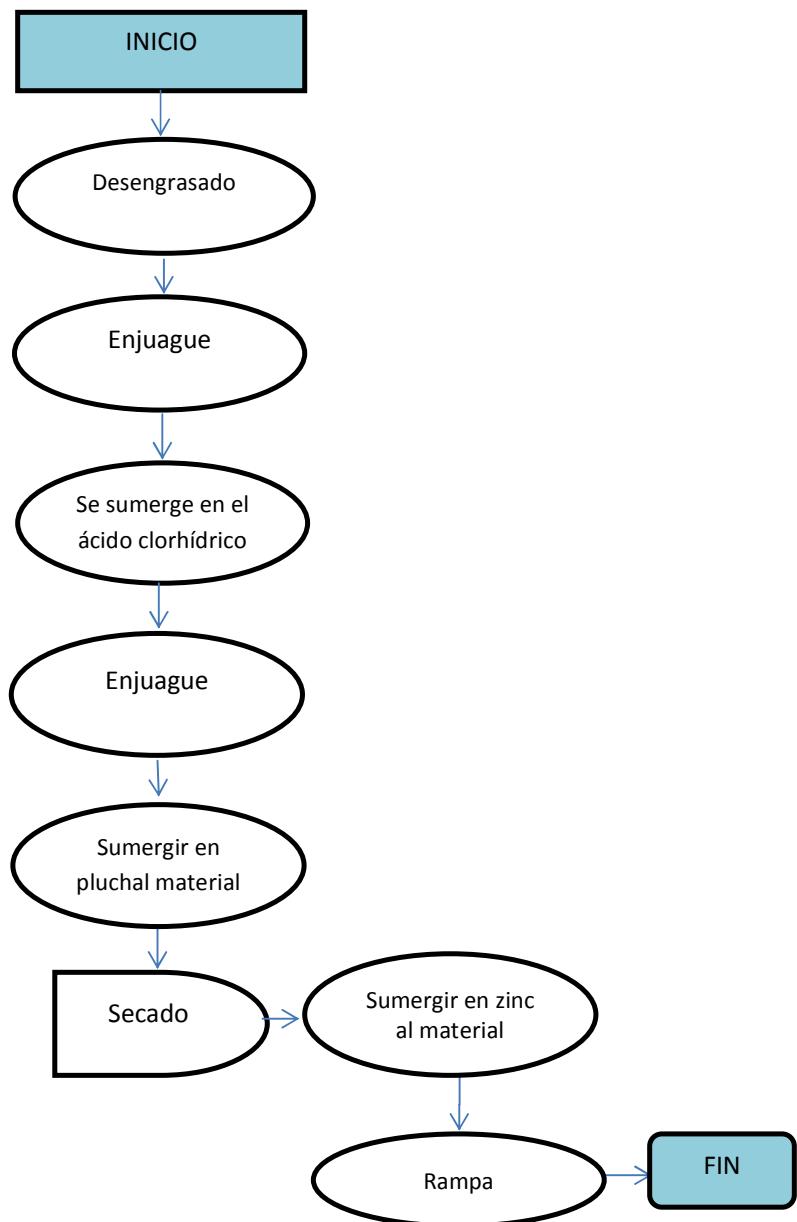 INICIO
Desengrasado
Enjuague
Se sumerge en el
ácido clorhídrico
Enjuague
Sumergir en
pluchal material
Secado
Sumergir en zinc
al material
Rampa
FIN